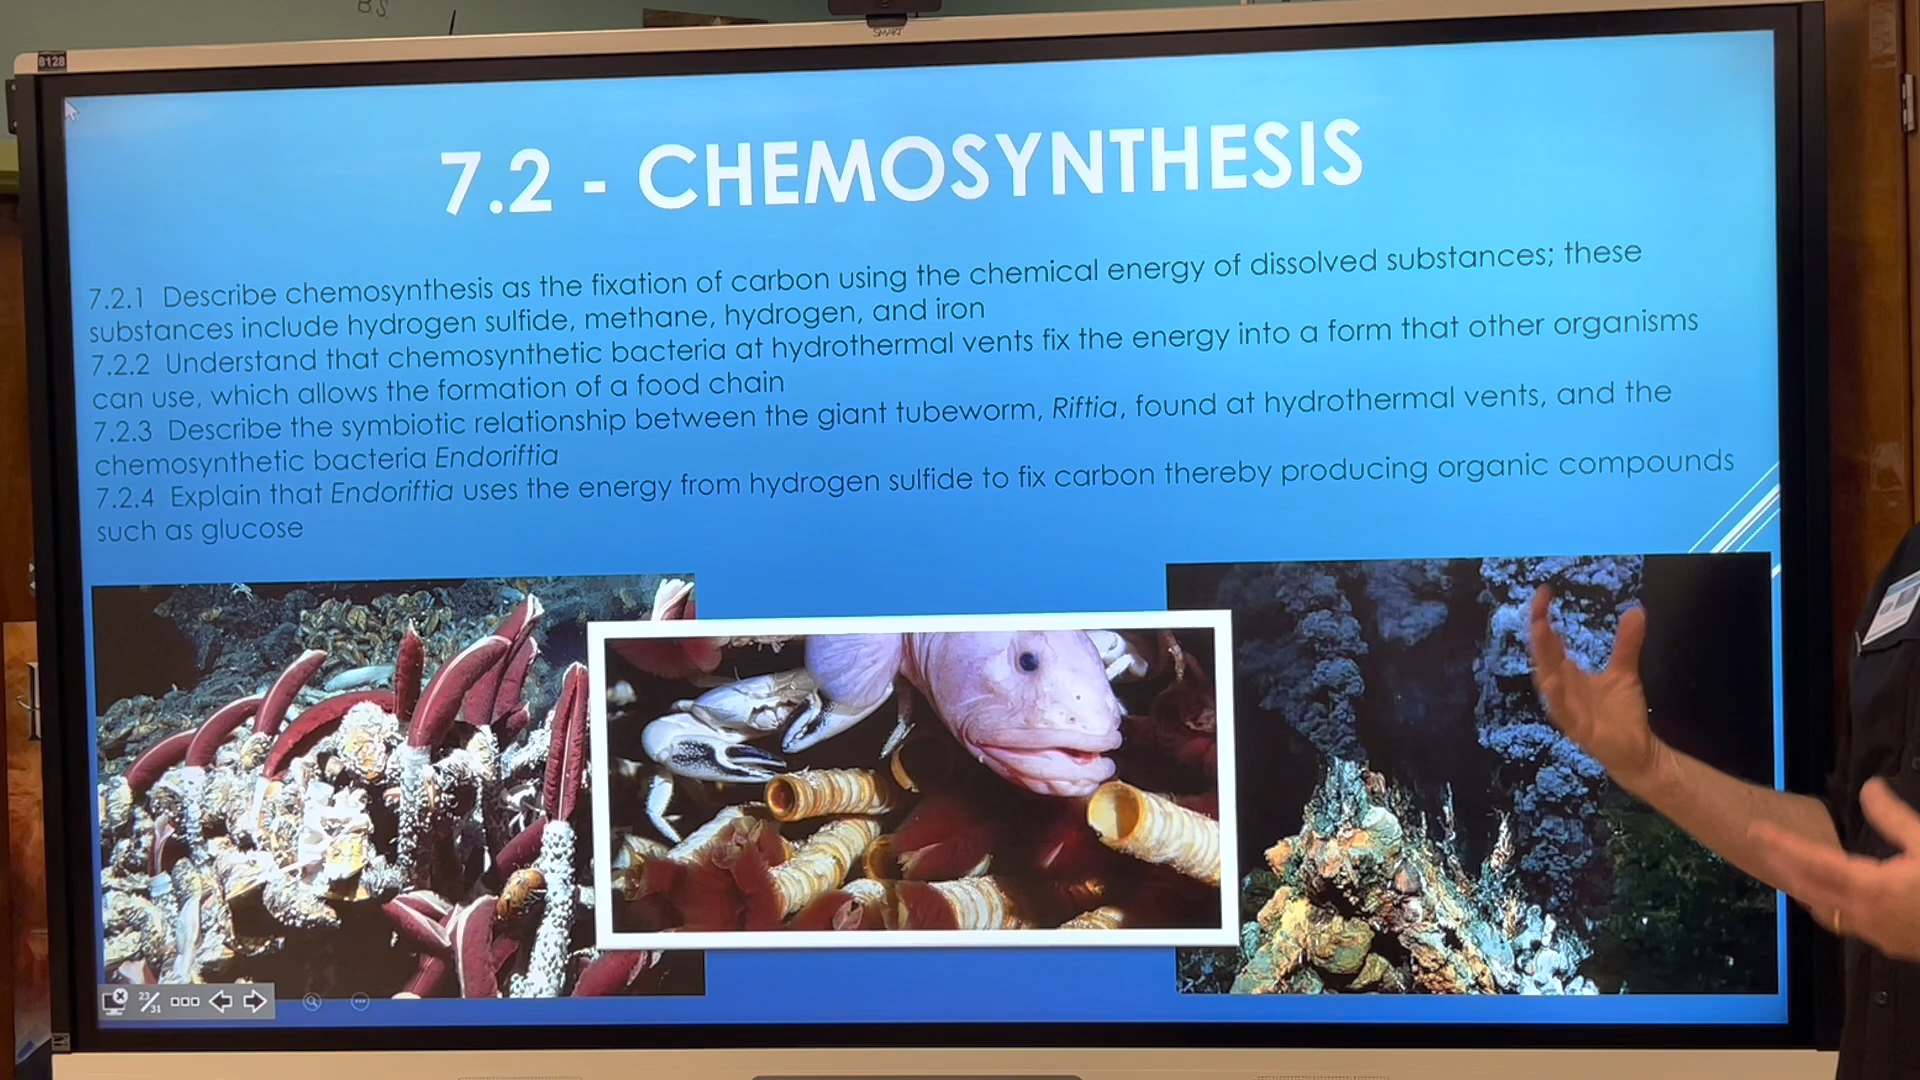 B.S.
SMART
8128
7.2 - CHEMOSYNTHESIS
7.2.1 Describe chemosynthesis as the fixation of carbon using the chemical energy of dissolved substances; these
substances include hydrogen sulfide, methane, hydrogen, and iron
7.2.2 Understand that chemosynthetic bacteria at hydrothermal vents fix the energy into a form that other organisms
can use, which allows the formation of a food chain
7.2.3 Describe the symbiotic relationship between the giant tubeworm, Riftia, found at hydrothermal vents, and the
chemosynthetic bacteria Endoriftia
7.2.4 Explain that Endoriftia uses the energy from hydrogen sulfide to fix carbon thereby producing organic compounds
such as glucose
23/31